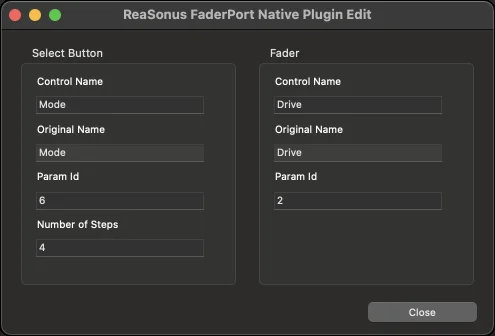 ReaSonus FaderPort Native Plugin Edit
Select Button
Control Name
Mode
Original Name
Mode
Param Id
6
Number of Steps
4
Fader
Control Name
Drive
Original Name
Drive
Param Id
2
Close